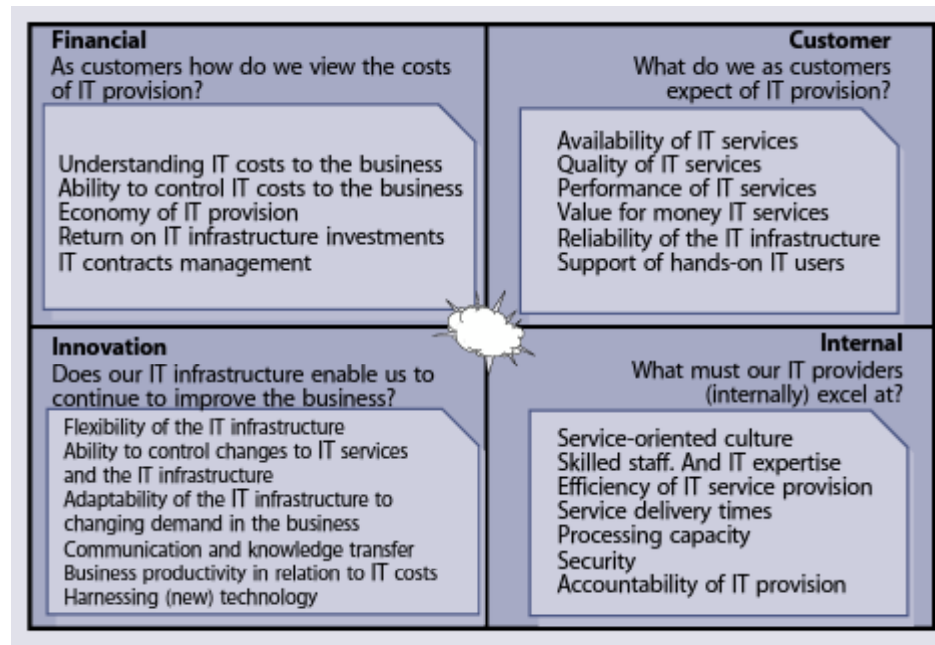 Financial
As customers how do we view the costs
of IT provision?
Understanding IT costs to the business
Ability to control IT costs to the business
Economy of IT provision
Return on IT infrastructure investments
IT contracts management
Customer
What do we as customers
expect of IT provision?
Availability of IT services
Quality of IT services
Performance of IT services
Value for money IT services
Reliability of the IT infrastructure
Support of hands-on IT users
Innovation
Does our IT infrastructure enable us to
continue to improve the business?
Flexibility of the IT infrastructure
Ability to control changes to IT services
and the IT infrastructure
Adaptability of the IT infrastructure to
changing demand in the business
Communication and knowledge transfer
Business productivity in relation to IT costs
Harnessing (new) technology
Internal
What must our IT providers
(internally) excel at?
Service-oriented culture
Skilled staff. And IT expertise
Efficiency of IT service provision
Service delivery times
Processing capacity
Security
Accountability of IT provision